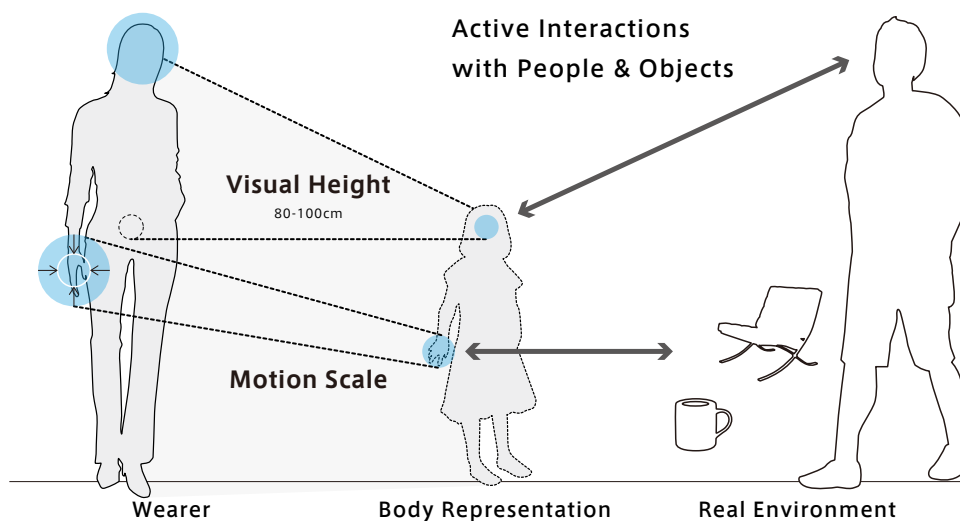 Active Interactions
with People & Objects
Visual Height
80-100cm
Motion Scale
Wearer
Body Representation
Real Environment